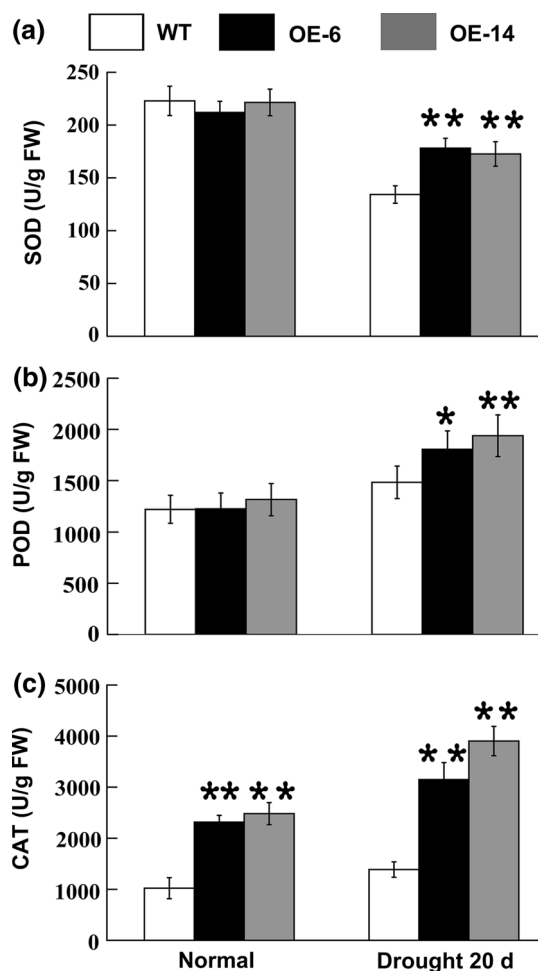 (a) WT OE-6 OE-14
SOD (U/g FW)
250
200
150
100
50
0
** **
(b)
POD (U/g FW)
2500
2000
1500
1000
500
0
* **
(c)
CAT (U/g FW)
5000
4000
3000
2000
1000
0
** ** ** **
Normal Drought 20 d